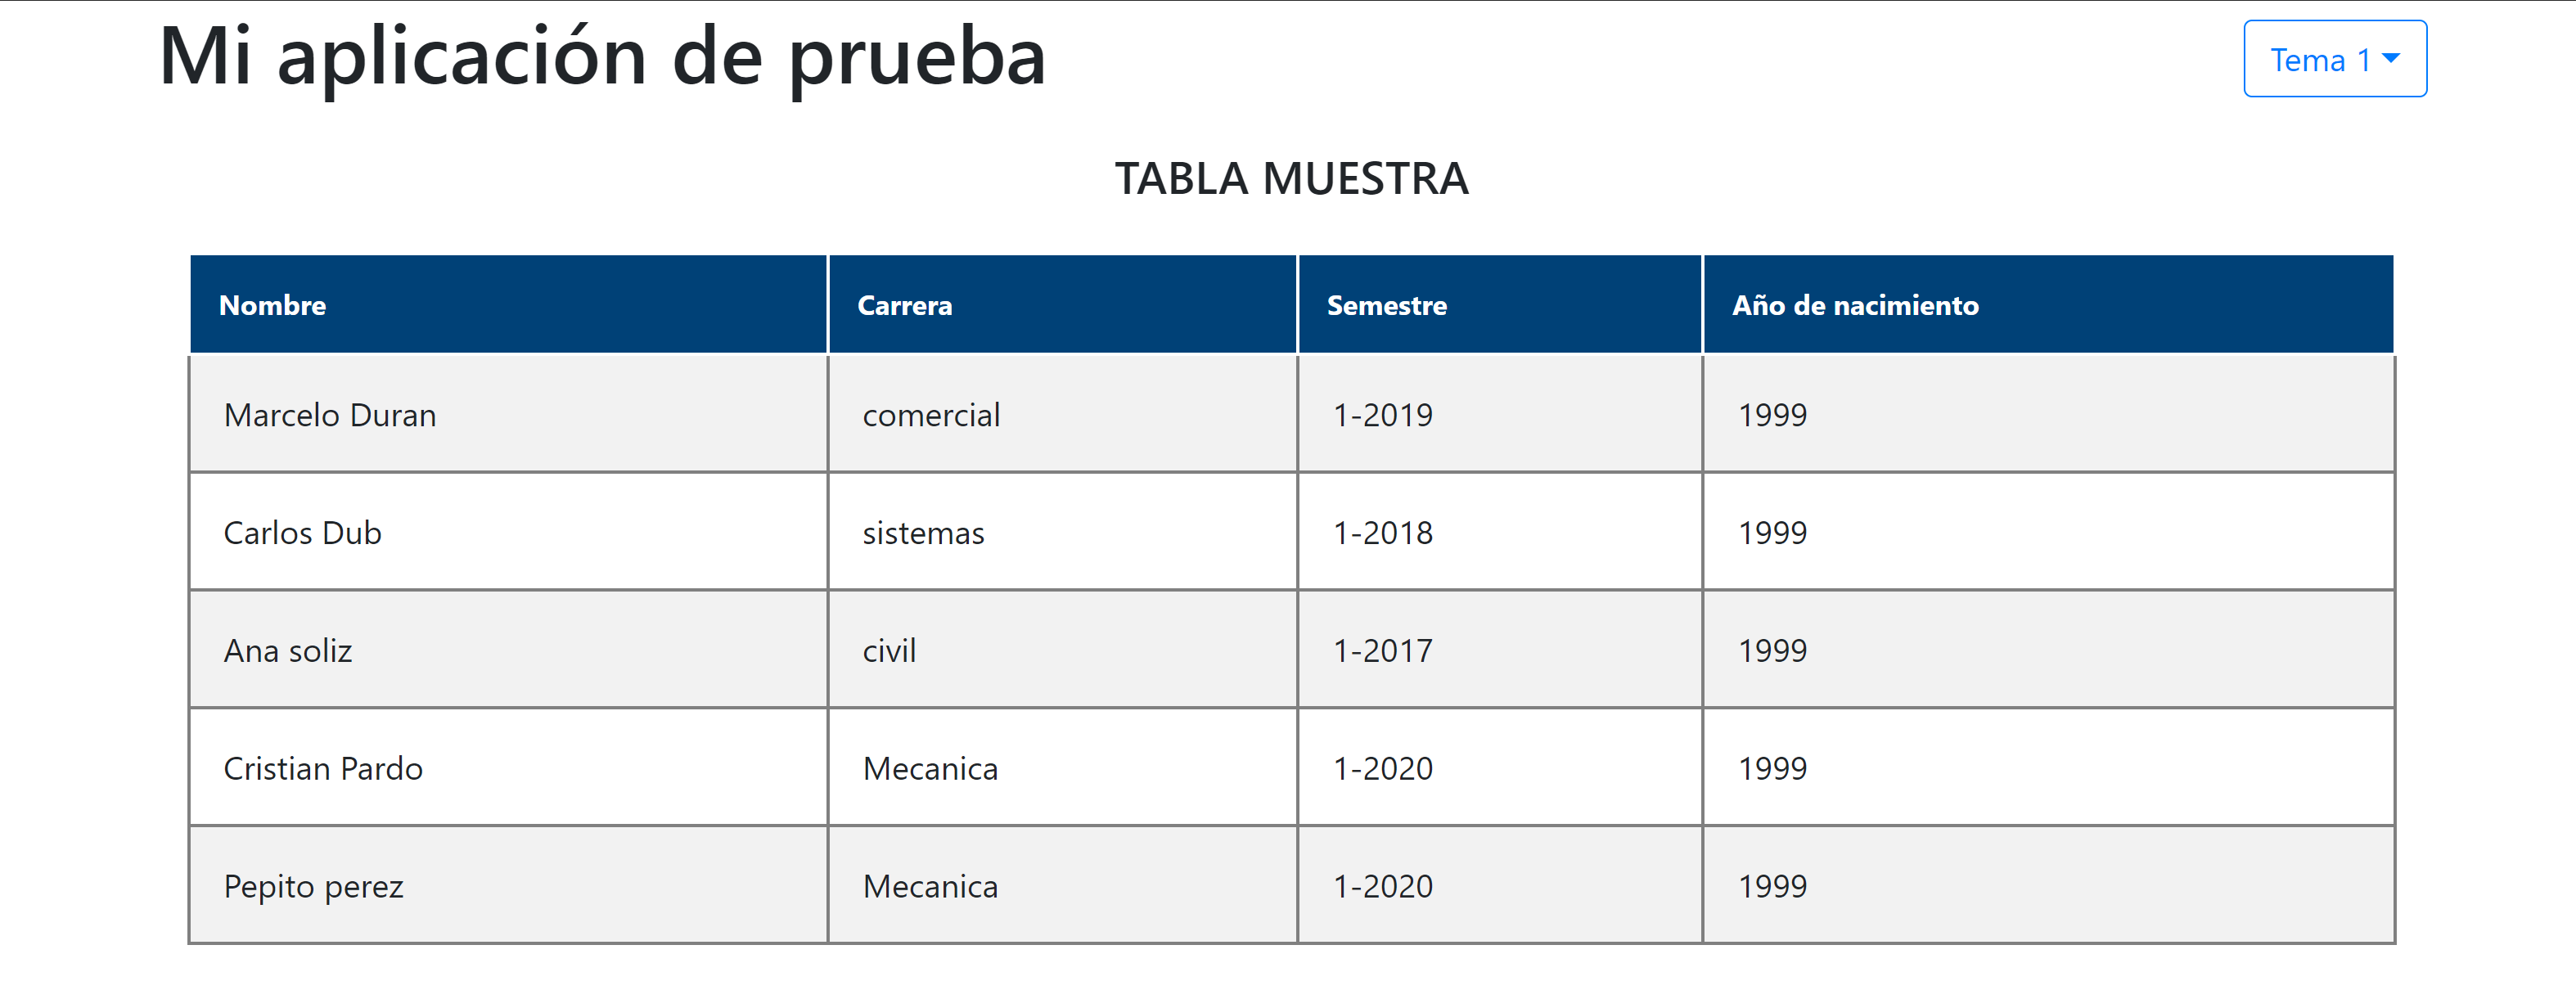 Mi aplicación de prueba
Tema 1
TABLA MUESTRA
Nombre Carrera Semestre Año de nacimiento
Marcelo Duran comercial 1-2019 1999
Carlos Dub sistemas 1-2018 1999
Ana soliz civil 1-2017 1999
Cristian Pardo Mecanica 1-2020 1999
Pepito perez Mecanica 1-2020 1999